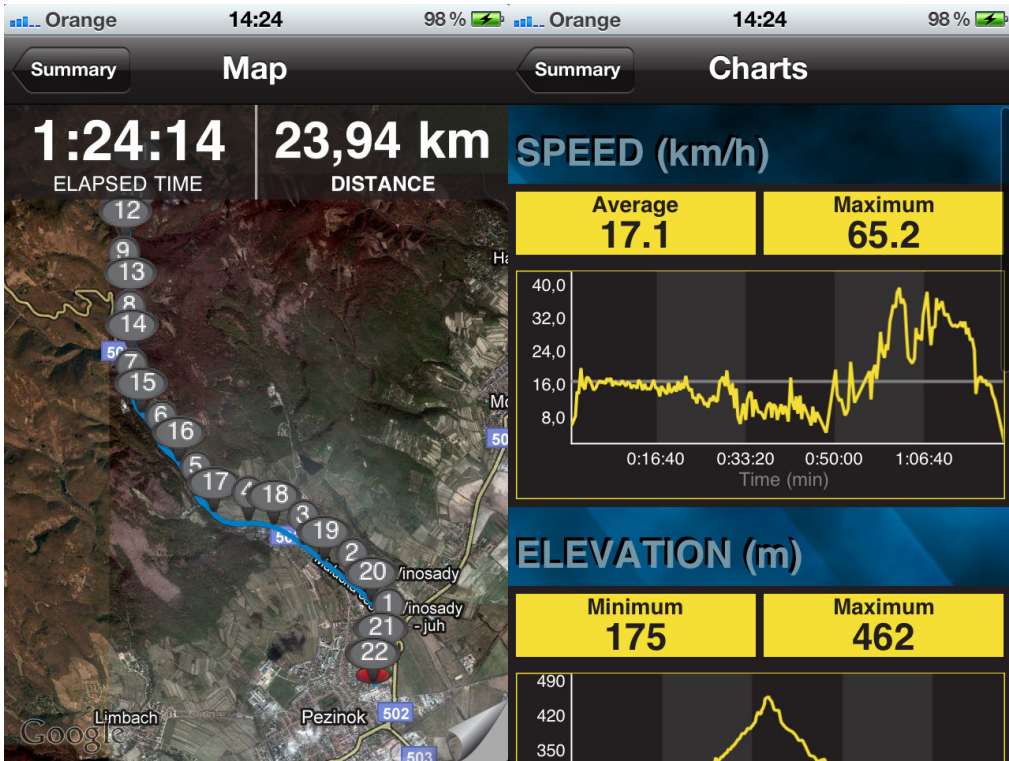 Orange 14:24 98 %
Summary Map
1:24:14 23,94 km
ELAPSED TIME DISTANCE
12
9
13
8
14
7
15
6
16
5
17
4
18
3
19
2
20
/inosady
1
/inosady
- juh
21
22
Limbach
Pezinok 502
Google
503
Orange 14:24 98 %
Summary Charts
SPEED (km/h)
Average Maximum
17.1 65.2
40,0
32,0
24,0
16,0
8,0
0:16:40 0:33:20 0:50:00 1:06:40
Time (min)
ELEVATION (m)
Minimum Maximum
175 462
490
420
350